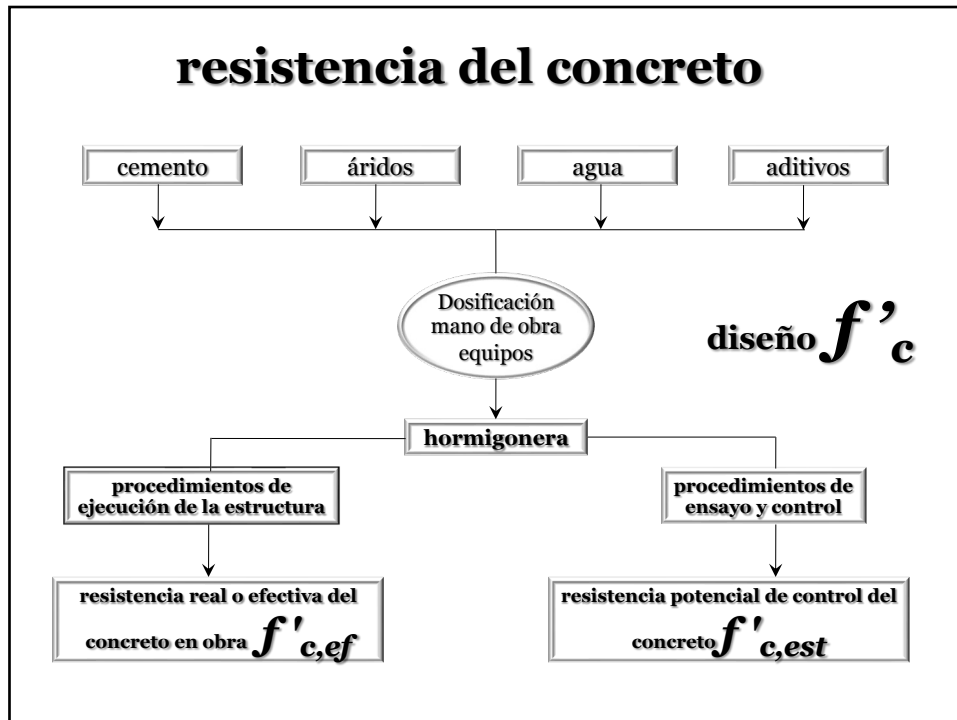 resistencia del concreto
cemento
áridos
agua
aditivos
Dosificación
mano de obra
equipos
diseño f'c
hormigonera
procedimientos de
ejecución de la estructura
procedimientos de
ensayo y control
resistencia real o efectiva del
concreto en obra f'c,ef
resistencia potencial de control del
concreto f'c,est